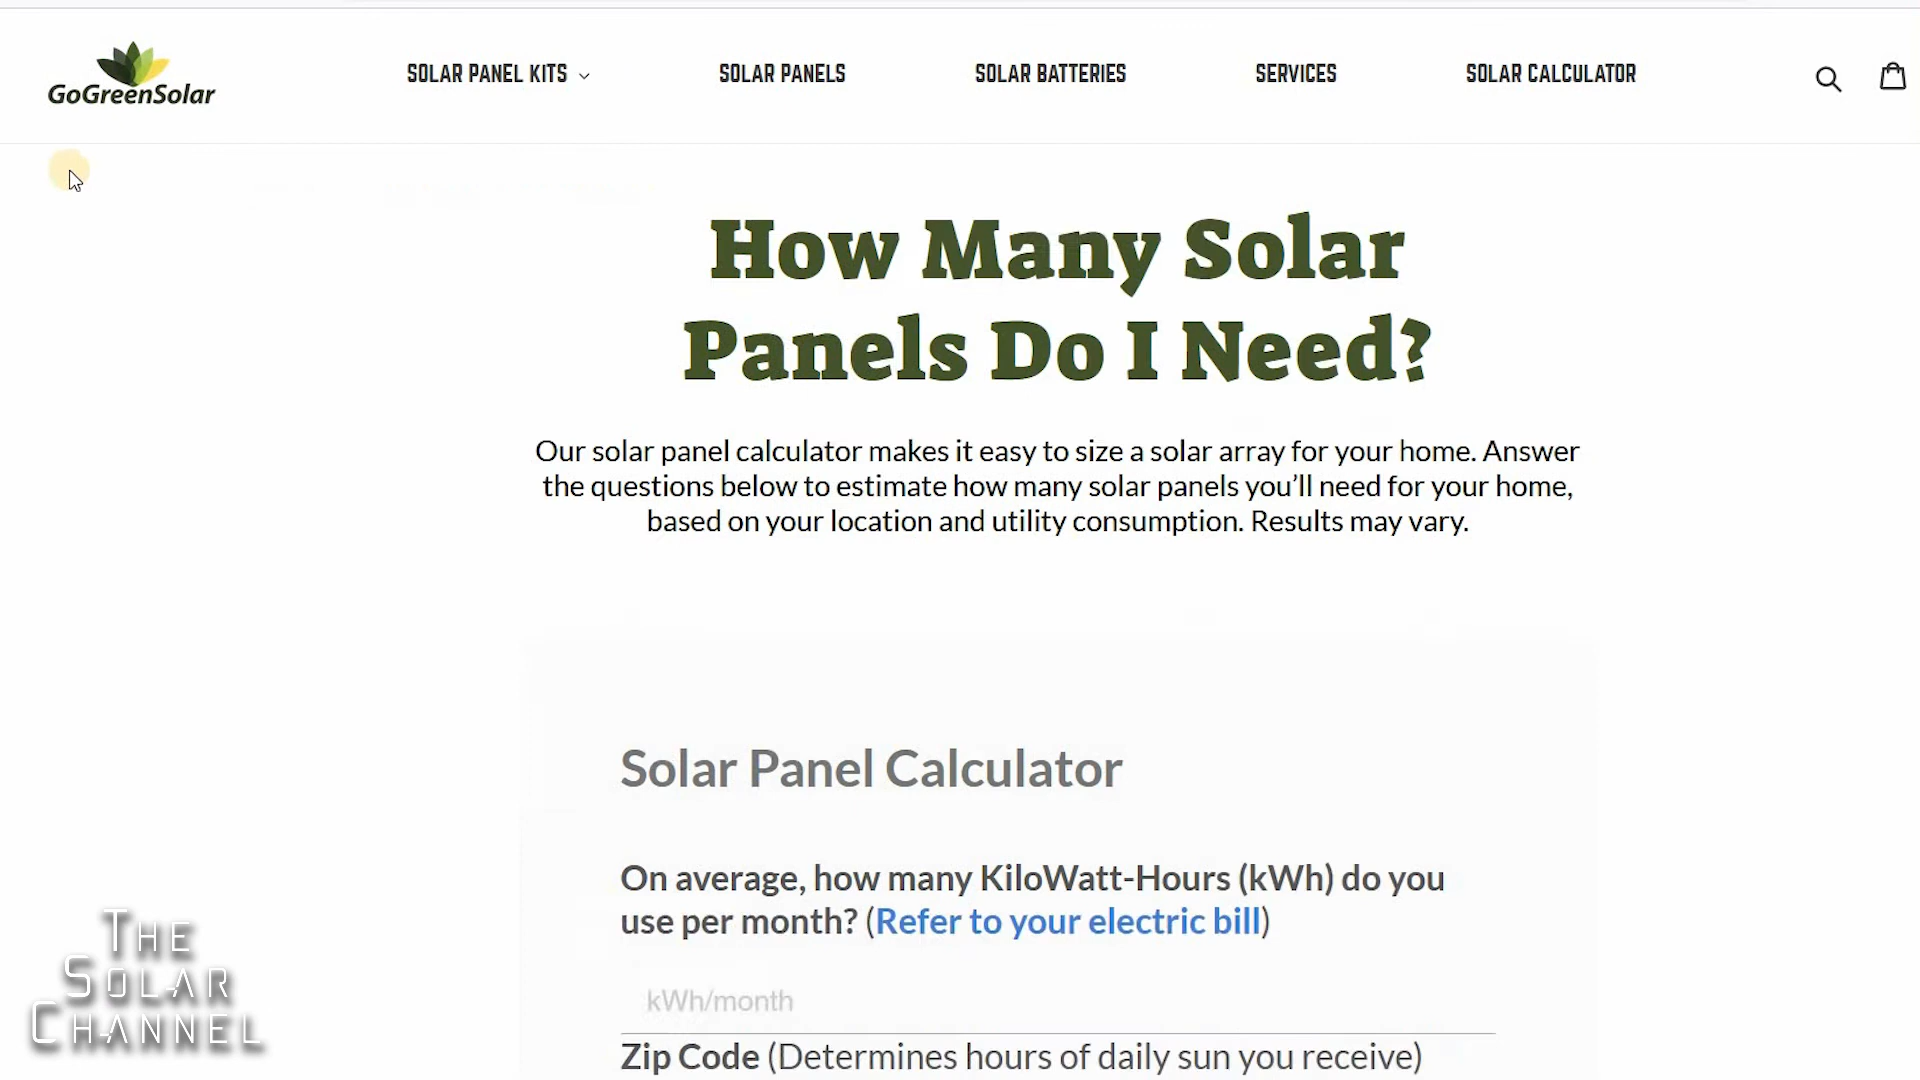 GoGreenSolar
SOLAR PANEL KITS
SOLAR PANELS
SOLAR BATTERIES
SERVICES
SOLAR CALCULATOR
How Many Solar
Panels Do I Need?
Our solar panel calculator makes it easy to size a solar array for your home. Answer
the questions below to estimate how many solar panels you’ll need for your home,
based on your location and utility consumption. Results may vary.
Solar Panel Calculator
On average, how many KiloWatt-Hours (kWh) do you
use per month? (Refer to your electric bill)
kWh/month
Zip Code (Determines hours of daily sun you receive)
THE
SOLAR
CHANNEL